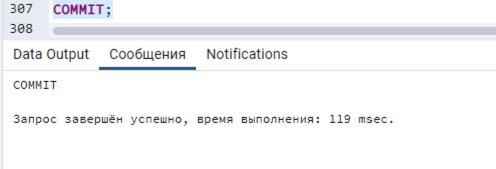 307 COMMIT;
308
Data Output Сообщения Notifications
COMMIT
Запрос завершён успешно, время выполнения: 119 msec.